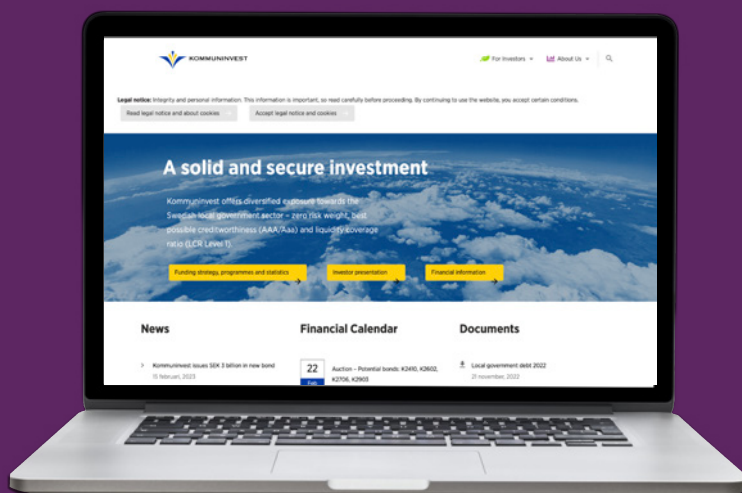 KOMMUNINVEST
For Investors
About Us
Legal notice: Integrity and personal information. This information is important, so read carefully before proceeding. By continuing to use the website, you accept certain conditions.
Read legal notice and about cookies
Accept legal notice and cookies
A solid and secure investment
Kommuninvest offers diversified exposure towards the
Swedish local government sector – zero risk weight, best
possible creditworthiness (AAA/Aaa) and liquidity coverage
ratio (LCR Level 1).
Funding strategy, programmes and statistics
Investor presentation
Financial information
News
Financial Calendar
Documents
Kommuninvest issues SEK 3 billion in new bond
15 februari, 2023
22
Feb
Auction – Potential bonds: K2410, K2602,
K2706, K2903
Local government debt 2022
21 november, 2022